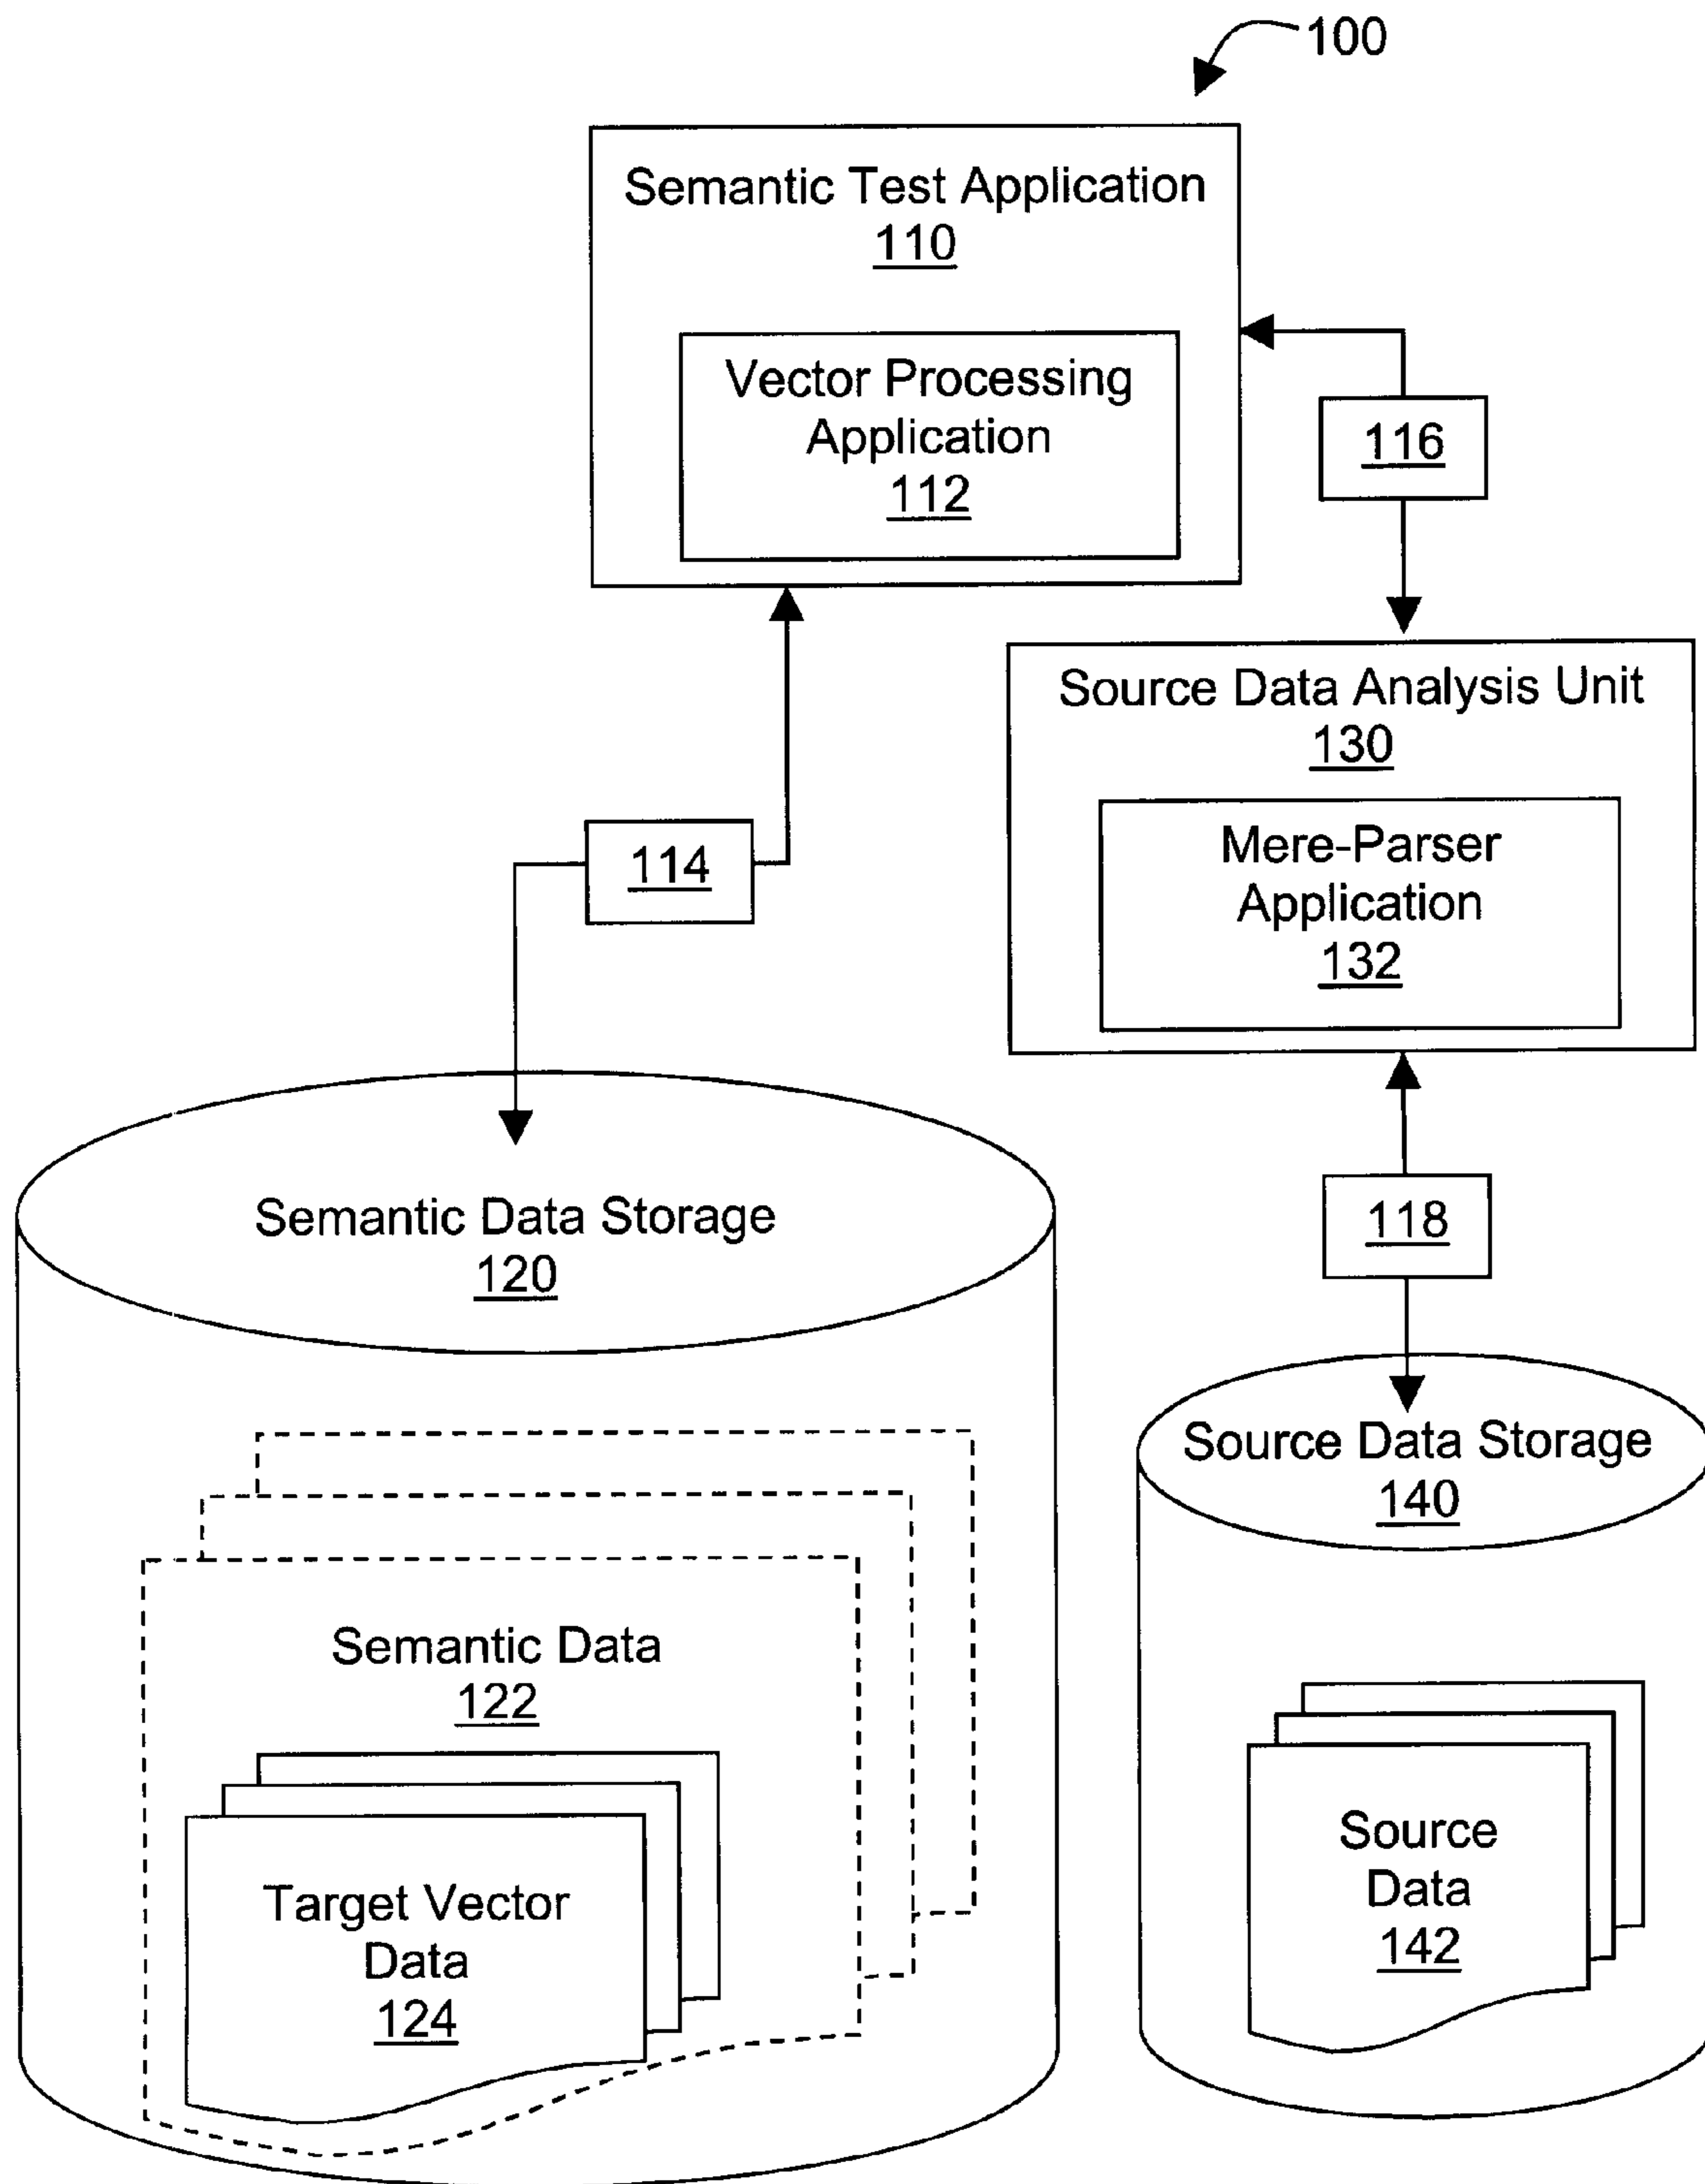 100
Semantic Test Application
110
Vector Processing
Application
112
116
Source Data Analysis Unit
130
Mere-Parser
Application
132
114
Semantic Data Storage
120
118
Source Data Storage
140
Semantic Data
122
Target Vector
Data
124
Source
Data
142